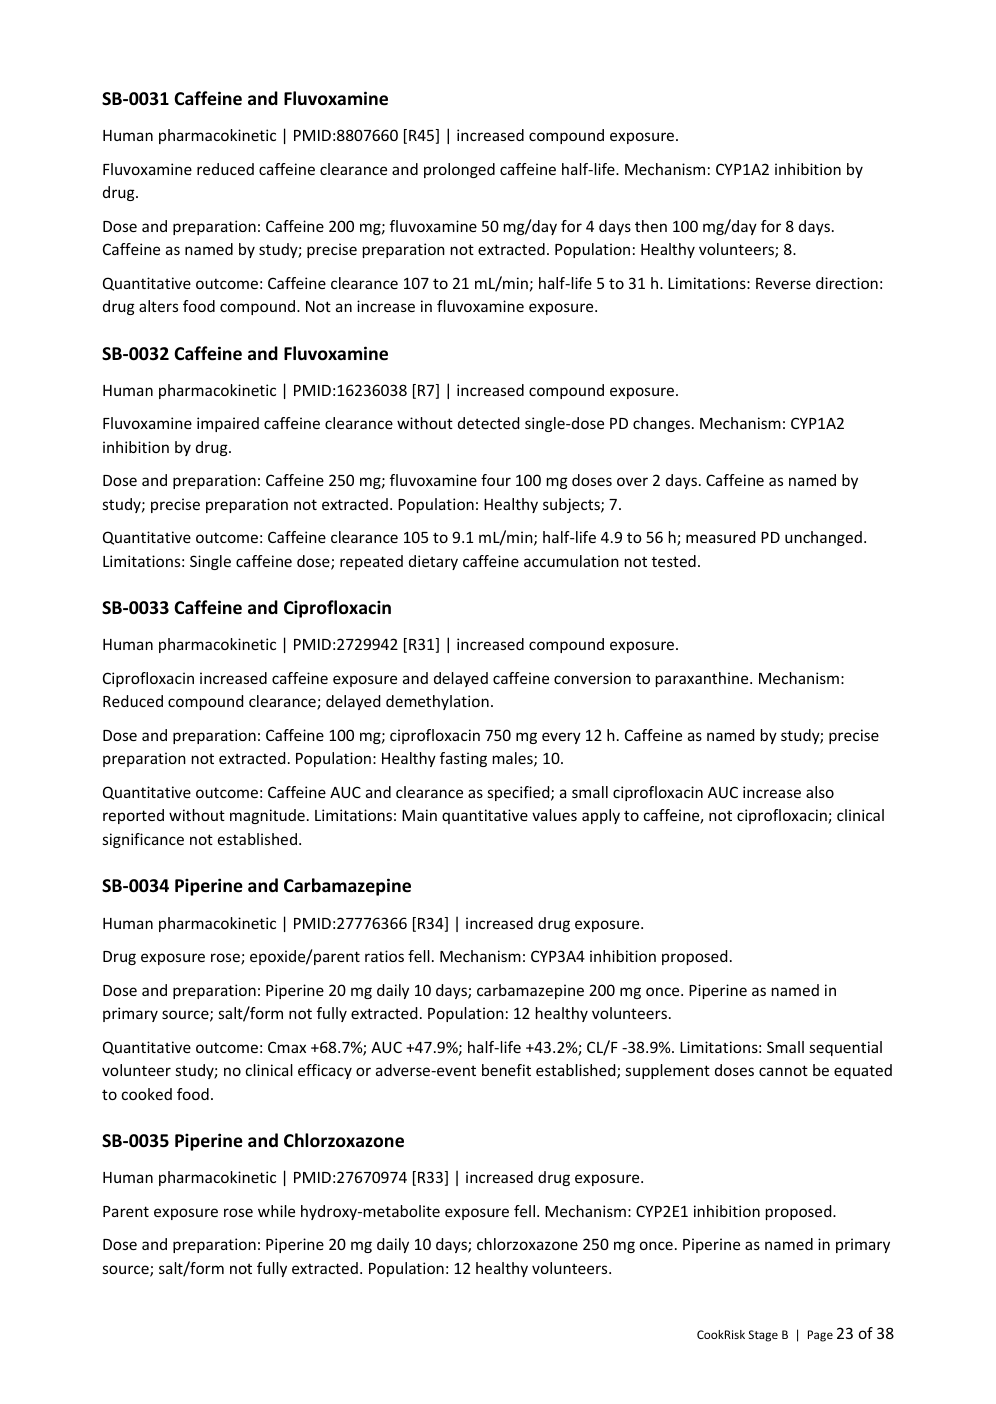 SB-0031 Caffeine and Fluvoxamine
Human pharmacokinetic | PMID:8807660 [R45] | increased compound exposure.
Fluvoxamine reduced caffeine clearance and prolonged caffeine half-life. Mechanism: CYP1A2 inhibition by
drug.
Dose and preparation: Caffeine 200 mg; fluvoxamine 50 mg/day for 4 days then 100 mg/day for 8 days.
Caffeine as named by study; precise preparation not extracted. Population: Healthy volunteers; 8.
Quantitative outcome: Caffeine clearance 107 to 21 mL/min; half-life 5 to 31 h. Limitations: Reverse direction:
drug alters food compound. Not an increase in fluvoxamine exposure.
SB-0032 Caffeine and Fluvoxamine
Human pharmacokinetic | PMID:16236038 [R7] | increased compound exposure.
Fluvoxamine impaired caffeine clearance without detected single-dose PD changes. Mechanism: CYP1A2
inhibition by drug.
Dose and preparation: Caffeine 250 mg; fluvoxamine four 100 mg doses over 2 days. Caffeine as named by
study; precise preparation not extracted. Population: Healthy subjects; 7.
Quantitative outcome: Caffeine clearance 105 to 9.1 mL/min; half-life 4.9 to 56 h; measured PD unchanged.
Limitations: Single caffeine dose; repeated dietary caffeine accumulation not tested.
SB-0033 Caffeine and Ciprofloxacin
Human pharmacokinetic | PMID:2729942 [R31] | increased compound exposure.
Ciprofloxacin increased caffeine exposure and delayed caffeine conversion to paraxanthine. Mechanism:
Reduced compound clearance; delayed demethylation.
Dose and preparation: Caffeine 100 mg; ciprofloxacin 750 mg every 12 h. Caffeine as named by study; precise
preparation not extracted. Population: Healthy fasting males; 10.
Quantitative outcome: Caffeine AUC and clearance as specified; a small ciprofloxacin AUC increase also
reported without magnitude. Limitations: Main quantitative values apply to caffeine, not ciprofloxacin; clinical
significance not established.
SB-0034 Piperine and Carbamazepine
Human pharmacokinetic | PMID:27776366 [R34] | increased drug exposure.
Drug exposure rose; epoxide/parent ratios fell. Mechanism: CYP3A4 inhibition proposed.
Dose and preparation: Piperine 20 mg daily 10 days; carbamazepine 200 mg once. Piperine as named in
primary source; salt/form not fully extracted. Population: 12 healthy volunteers.
Quantitative outcome: Cmax +68.7%; AUC +47.9%; half-life +43.2%; CL/F -38.9%. Limitations: Small sequential
volunteer study; no clinical efficacy or adverse-event benefit established; supplement doses cannot be equated
to cooked food.
SB-0035 Piperine and Chlorzoxazone
Human pharmacokinetic | PMID:27670974 [R33] | increased drug exposure.
Parent exposure rose while hydroxy-metabolite exposure fell. Mechanism: CYP2E1 inhibition proposed.
Dose and preparation: Piperine 20 mg daily 10 days; chlorzoxazone 250 mg once. Piperine as named in primary
source; salt/form not fully extracted. Population: 12 healthy volunteers.
CookRisk Stage B | Page 23 of 38